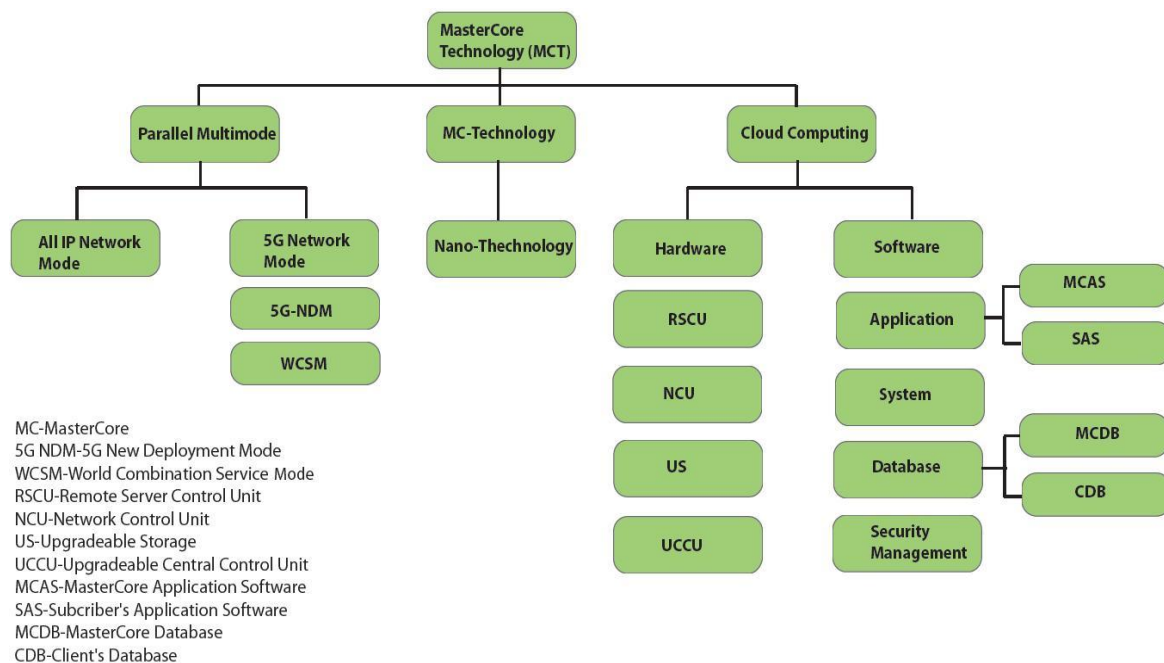 MasterCore
Technology (MCT)
Parallel Multimode
MC-Technology
Cloud Computing
All IP Network
Mode
5G Network
Mode
Nano-Thechnology
Hardware
Software
5G-NDM
WCSM
RSCU
NCU
US
UCCU
Application
MCAS
SAS
System
Database
MCDB
CDB
Security
Management
MC-MasterCore
5G NDM-5G New Deployment Mode
WCSM-World Combination Service Mode
RSCU-Remote Server Control Unit
NCU-Network Control Unit
US-Upgradeable Storage
UCCU-Upgradeable Central Control Unit
MCAS-MasterCore Application Software
SAS-Subcriber's Application Software
MCDB-MasterCore Database
CDB-Client's Database